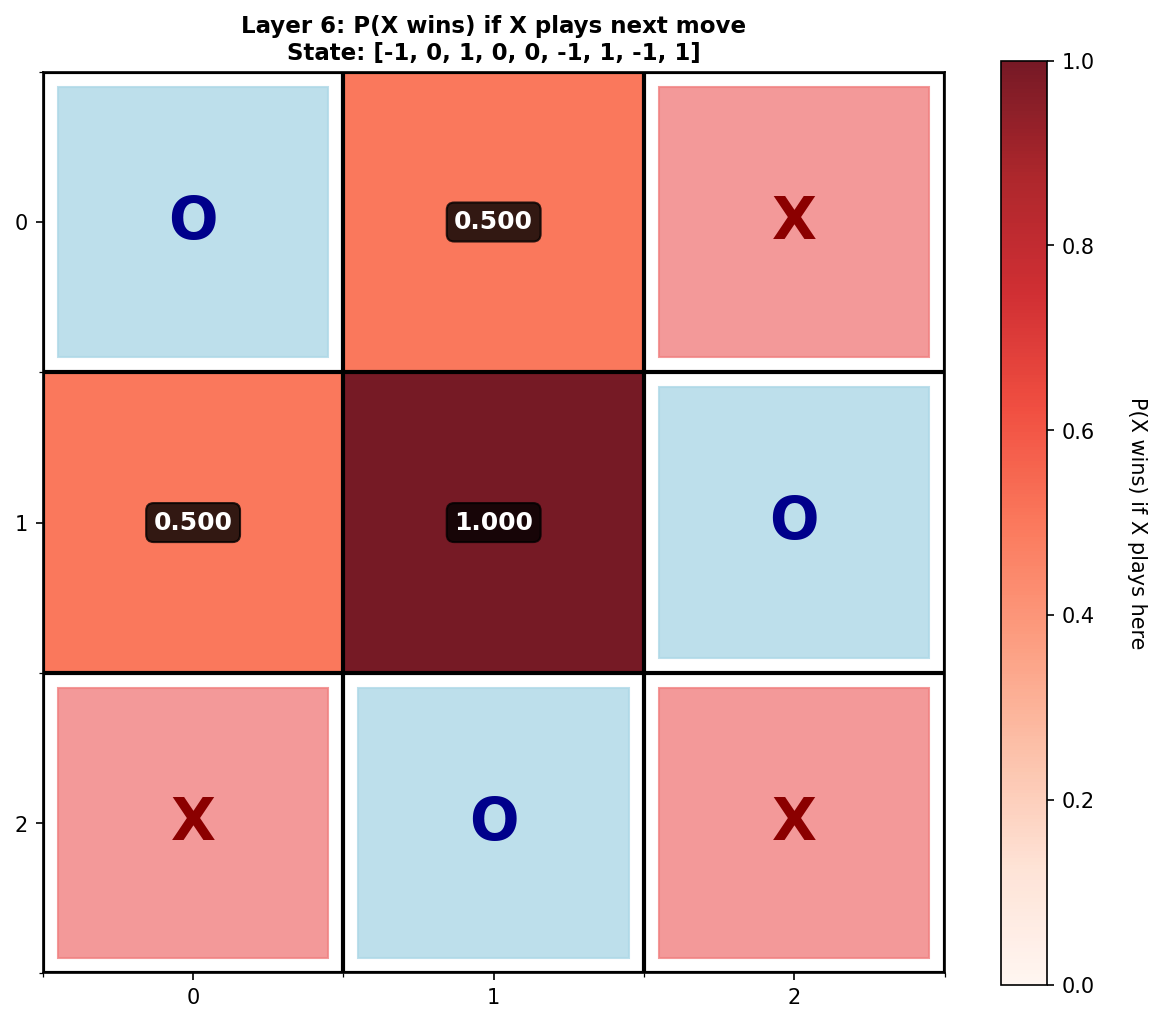 Layer 6: P(X wins) if X plays next move
State: [-1, 0, 1, 0, 0, -1, 1, -1, 1]
0
O
0.500
X
1
0.500
1.000
O
2
X
O
X
0
1
2
1.0
0.8
0.6
0.4
0.2
0.0
P(X wins) if X plays here